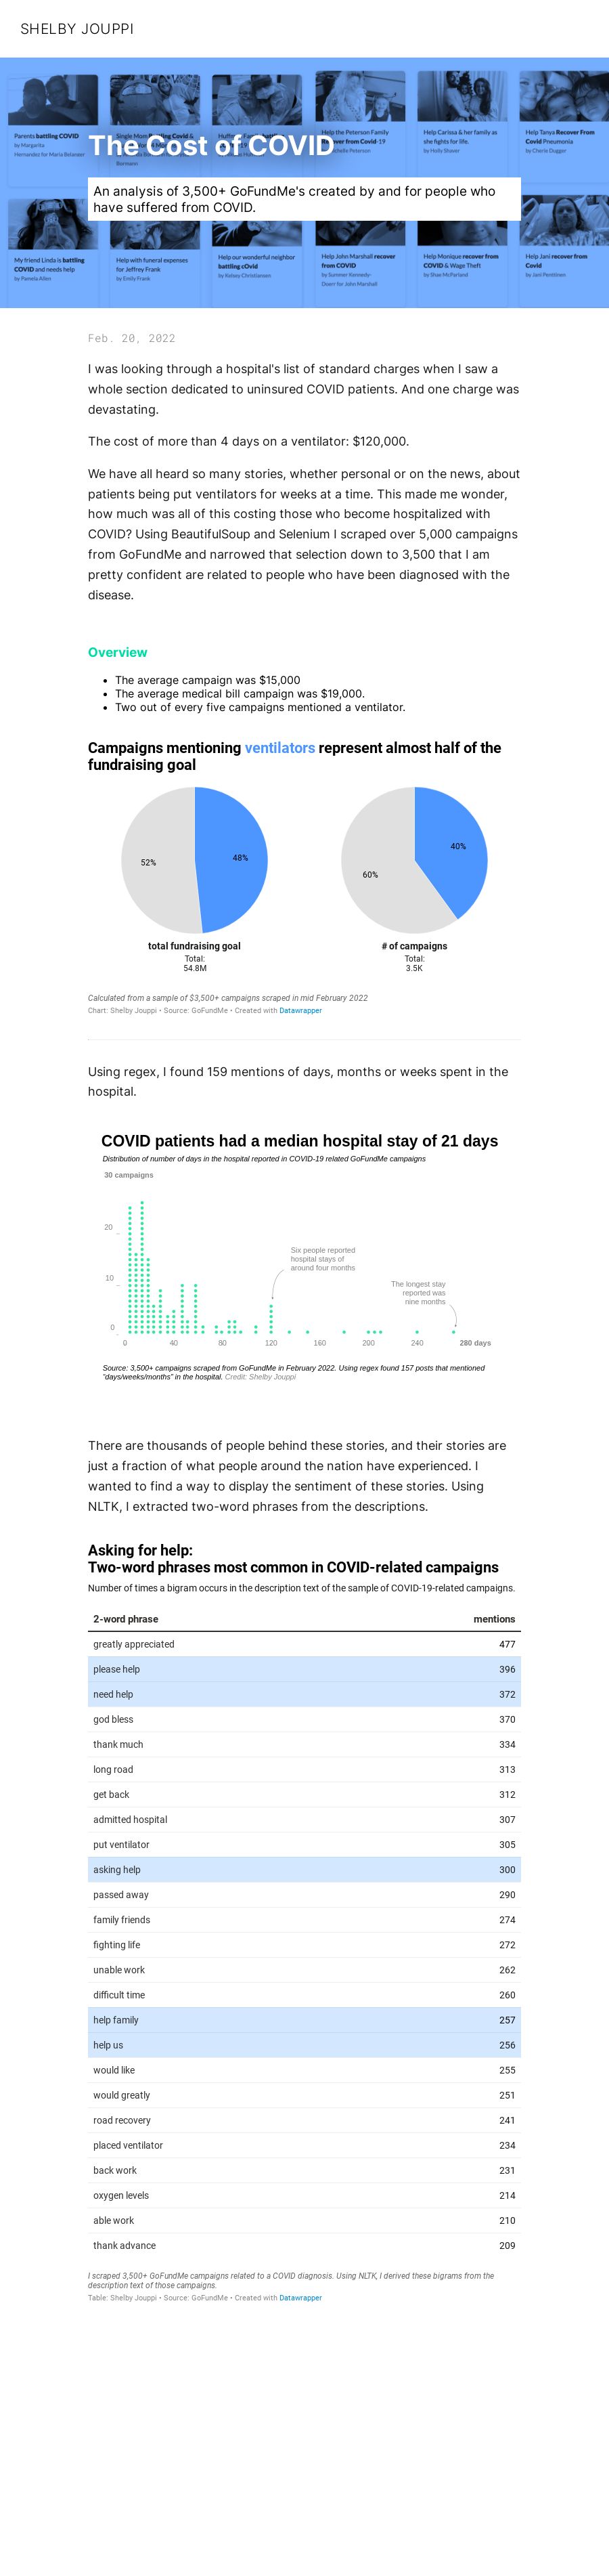 SHELBY JOUPPI
Parents battling COVID
by Margarita
Hernandez for Maria Belanzer
Help the Peterson Family
Recover from Covid-19
Help Carissa & her family as
she fights for life.
by Holly Stover
Help Tanya Recover From
Covid Pneumonia
by Cherie Dugger
The Cost of COVID
An analysis of 3,500+ GoFundMe's created by and for people who
have suffered from COVID.
My friend Linda is battling
COVID and needs help
by Pamela Allen
Help with funeral expenses
for Jeffrey Frank
by Emily Frank
Help our wonderful neighbor
battling cOvid
by Kelsey Christiansen
Help John Marshall recover
from COVID
by Sumner Kennedy-
Doerr for John Marshall
Help Monique recover from
COVID & Wage Theft
by Shae McParland
Help Jani recover from
Covid
by Jani Penttinen
Feb. 20, 2022
I was looking through a hospital's list of standard charges when I saw a
whole section dedicated to uninsured COVID patients. And one charge was
devastating.
The cost of more than 4 days on a ventilator: $120,000.
We have all heard so many stories, whether personal or on the news, about
patients being put ventilators for weeks at a time. This made me wonder,
how much was all of this costing those who become hospitalized with
COVID? Using BeautifulSoup and Selenium I scraped over 5,000 campaigns
from GoFundMe and narrowed that selection down to 3,500 that I am
pretty confident are related to people who have been diagnosed with the
disease.
Overview
• The average campaign was $15,000
• The average medical bill campaign was $19,000.
• Two out of every five campaigns mentioned a ventilator.
Campaigns mentioning ventilators represent almost half of the
fundraising goal
52%
48%
60%
40%
total fundraising goal
Total:
54.8M
# of campaigns
Total:
3.5K
Calculated from a sample of $3,500+ campaigns scraped in mid February 2022
Chart: Shelby Jouppi • Source: GoFundMe • Created with Datawrapper
Using regex, I found 159 mentions of days, months or weeks spent in the
hospital.
COVID patients had a median hospital stay of 21 days
Distribution of number of days in the hospital reported in COVID-19 related GoFundMe campaigns
30 campaigns
20
10
0
Six people reported
hospital stays of
around four months
The longest stay
reported was
nine months
0 40 80 120 160 200 240 280 days
Source: 3,500+ campaigns scraped from GoFundMe in February 2022. Using regex found 157 posts that mentioned
"days/weeks/months" in the hospital. Credit: Shelby Jouppi
There are thousands of people behind these stories, and their stories are
just a fraction of what people around the nation have experienced. I
wanted to find a way to display the sentiment of these stories. Using
NLTK, I extracted two-word phrases from the descriptions.
Asking for help:
Two-word phrases most common in COVID-related campaigns
Number of times a bigram occurs in the description text of the sample of COVID-19-related campaigns.
2-word phrase mentions
greatly appreciated 477
please help 396
need help 372
god bless 370
thank much 334
long road 313
get back 312
admitted hospital 307
put ventilator 305
asking help 300
passed away 290
family friends 274
fighting life 272
unable work 262
difficult time 260
help family 257
help us 256
would like 255
would greatly 251
road recovery 241
placed ventilator 234
back work 231
oxygen levels 214
able work 210
thank advance 209
I scraped 3,500+ GoFundMe campaigns related to a COVID diagnosis. Using NLTK, I derived these bigrams from the
description text of those campaigns.
Table: Shelby Jouppi • Source: GoFundMe • Created with Datawrapper